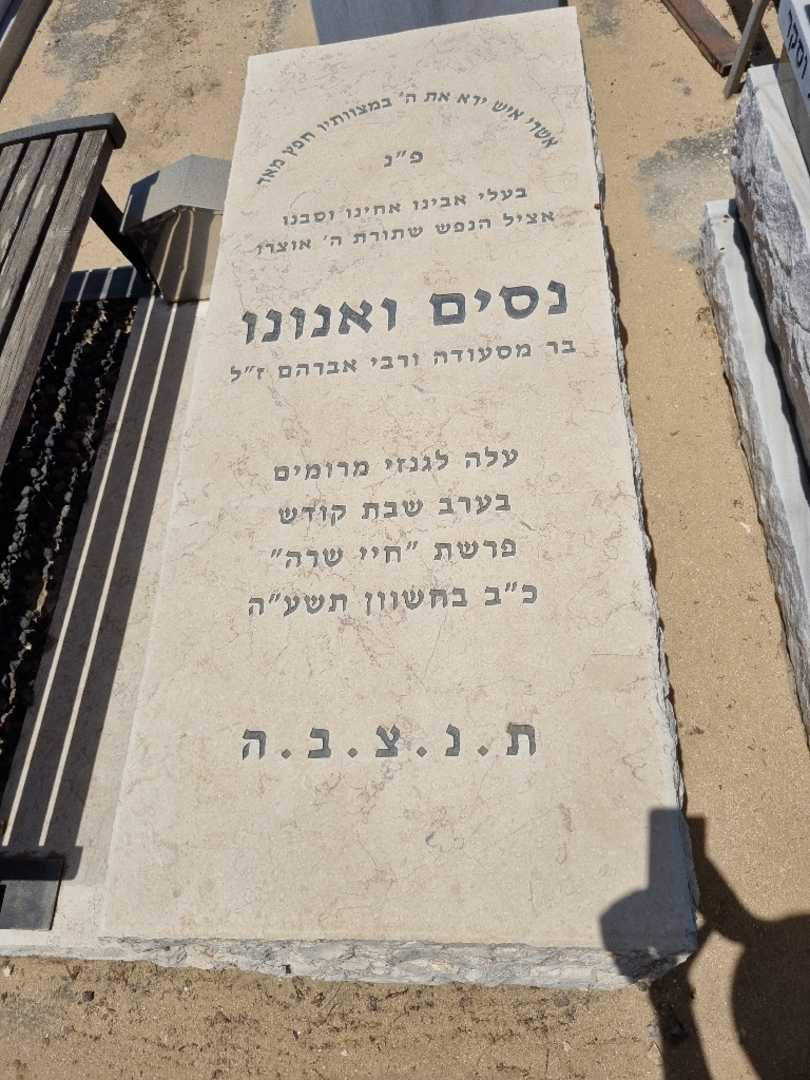 אשרי איש ירא את ה' במצוותיו חפץ מאד
פ"נ
בעלי אבינו אחינו וסבנו
אציל הנפש שתורת ה' אוצרו
נסים ואנונו
בר מסעודה ורבי אברהם ז"ל
עלה לגנזי מרומים
בערב שבת קודש
פרשת "חיי שרה"
כ"ב בחשוון תשע"ה
ת.נ.צ.ב.ה